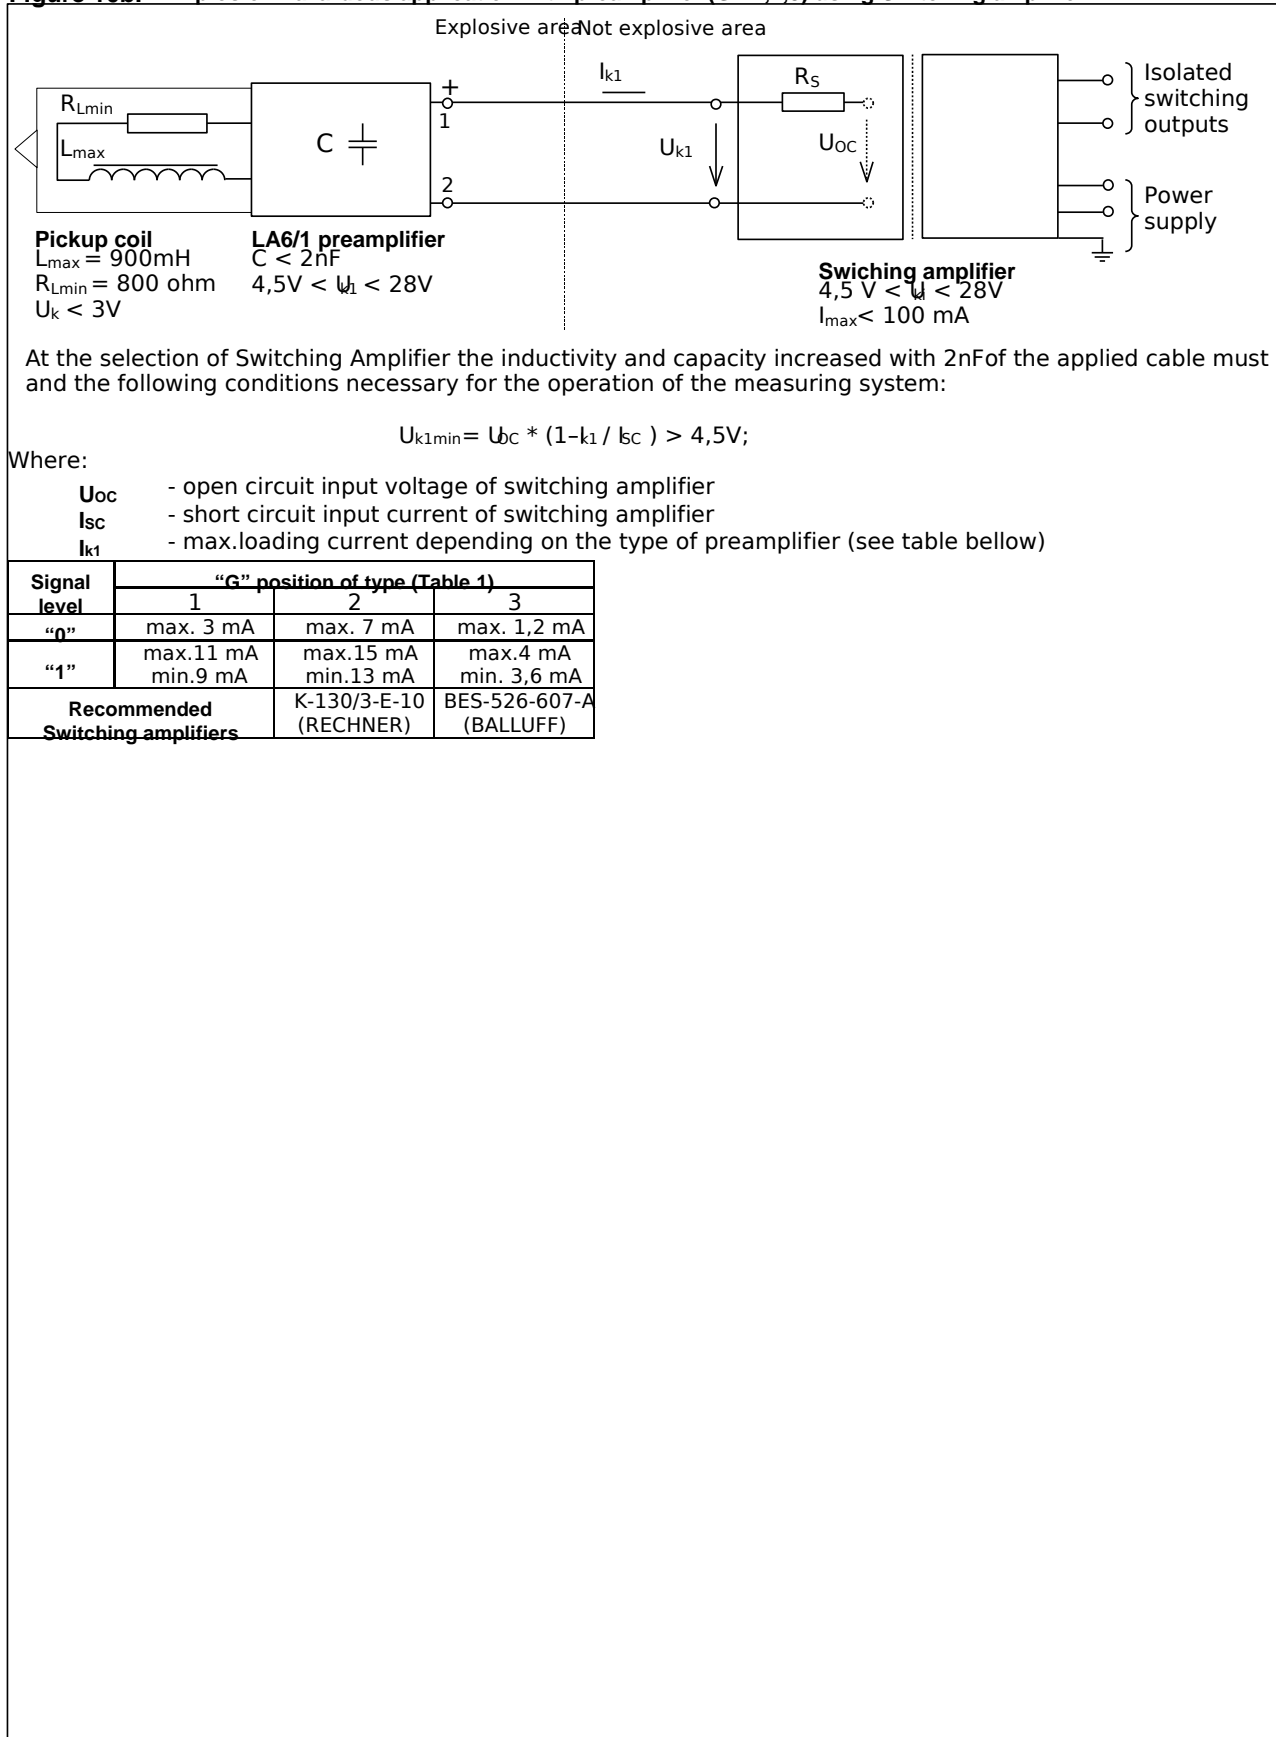 Explosive area Not explosive area
Ik1
RS
Isolated
switching
outputs
RLmin
+
1
C
Lmax
Uk1
UOC
2
Power
supply
Pickup coil
Lmax = 900mH
RLmin = 800 ohm
Uk < 3V
LA6/1 preamplifier
C < 2nF
4,5V < Uk1 < 28V
Swiching amplifier
4,5 V < Uki < 28V
Imax< 100 mA
At the selection of Switching Amplifier the inductivity and capacity increased with 2nFof the applied cable must
and the following conditions necessary for the operation of the measuring system:
Uk1min= UOC * (1–Ik1 / ISC ) > 4,5V;
Where:
UOC - open circuit input voltage of switching amplifier
ISC - short circuit input current of switching amplifier
Ik1 - max.loading current depending on the type of preamplifier (see table bellow)
Signal
level
“G” position of type (Table 1)
1 2 3
“0” max. 3 mA max. 7 mA max. 1,2 mA
“1”
max.11 mA max.15 mA max.4 mA
min.9 mA min.13 mA min. 3,6 mA
Recommended
Switching amplifiers
K-130/3-E-10 BES-526-607-A
(RECHNER) (BALLUFF)